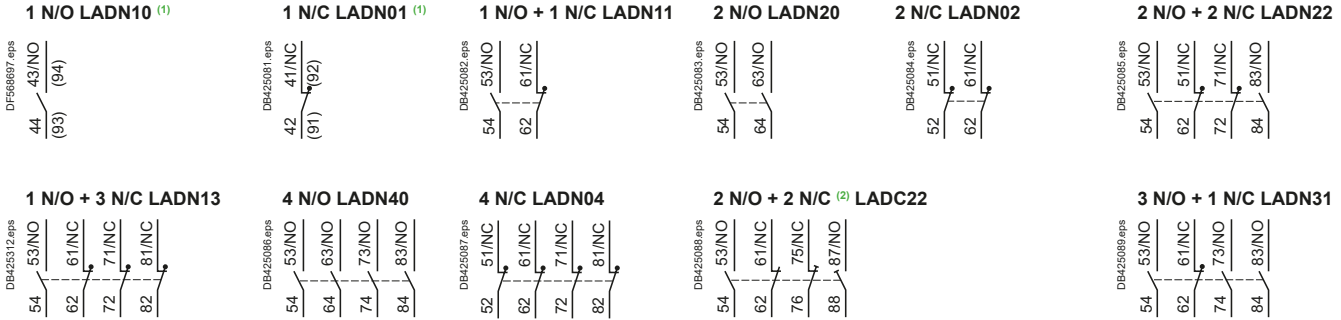 1 N/O LADN10 (1)
DF568697.eps
43/NO
(94)
44
(93)
1 N/C LADN01 (1)
DB425081.eps
41/NC
(92)
42
(91)
1 N/O + 1 N/C LADN11
DB425082.eps
53/NO
61/NC
54
62
2 N/O LADN20
DB425083.eps
53/NO
63/NO
54
64
2 N/C LADN02
DB425084.eps
51/NC
61/NC
52
62
2 N/O + 2 N/C LADN22
DB425085.eps
53/NO
51/NC
71/NC
83/NO
54
62
72
84
1 N/O + 3 N/C LADN13
DB425312.eps
53/NO
61/NC
71/NC
81/NC
54
62
72
82
4 N/O LADN40
DB425086.eps
53/NO
63/NO
73/NO
83/NO
54
64
74
84
4 N/C LADN04
DB425087.eps
51/NC
61/NC
71/NC
81/NC
52
62
72
82
2 N/O + 2 N/C (2) LADC22
DB425088.eps
53/NO
61/NC
75/NC
87/NO
54
62
76
88
3 N/O + 1 N/C LADN31
DB425089.eps
53/NO
61/NC
73/NO
83/NO
54
62
74
84